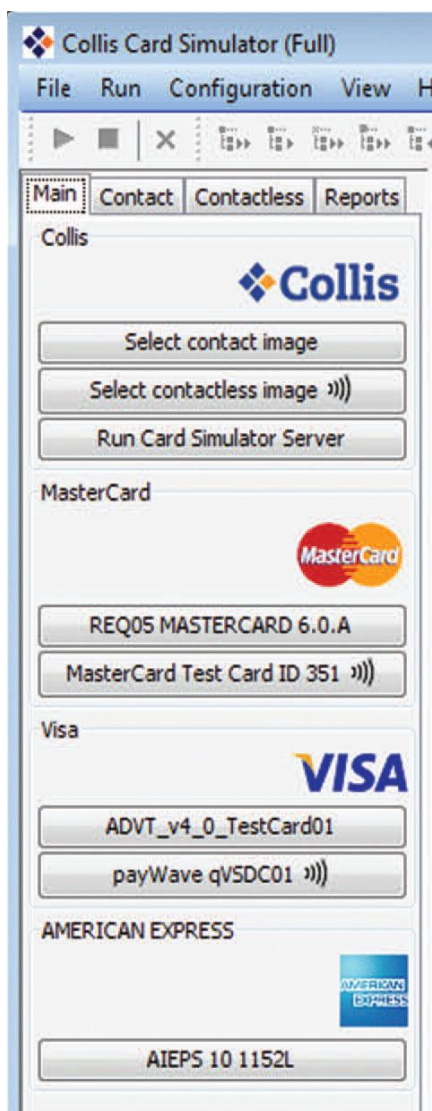 Collis Card Simulator (Full)
File Run Configuration View H
Main Contact Contactless Reports
Collis
Collis
Select contact image
Select contactless image
Run Card Simulator Server
MasterCard
MasterCard
REQ05 MASTERCARD 6.0.A
MasterCard Test Card ID 351
Visa
VISA
ADVT_v4_0_TestCard01
payWave qVSDC01
AMERICAN EXPRESS
AMERICAN
EXPRESS
AIEPS 10 1152L